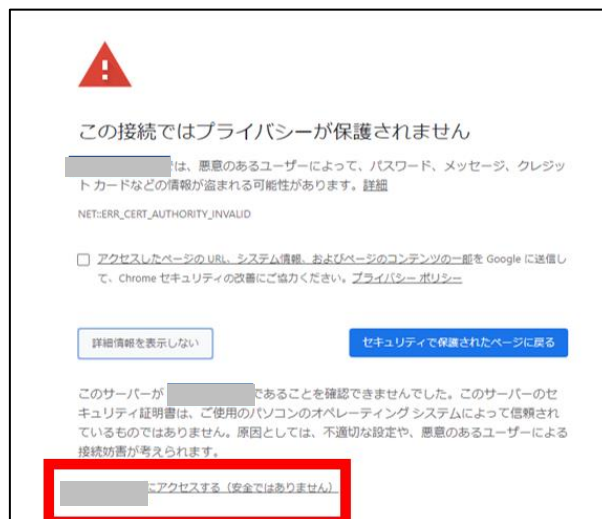 この接続ではプライバシーが保護されません
では、悪意のあるユーザーによって、パスワード、メッセージ、クレジッ
ト カードなどの情報が盗まれる可能性があります。詳細
NET::ERR_CERT_AUTHORITY_INVALID
アクセスしたページの URL、システム情報、およびページのコンテンツの一部を Google に送信し
て、Chrome セキュリティの改善にご協力ください。プライバシー ポリシー
詳細情報を表示しない
セキュリティで保護されたページに戻る
このサーバーが であることを確認できませんでした。このサーバーのセ
キュリティ証明書は、ご使用のパソコンのオペレーティング システムによって信頼され
ているものではありません。原因としては、不適切な設定や、悪意のあるユーザーによる
接続妨害が考えられます。
にアクセスする（安全ではありません）